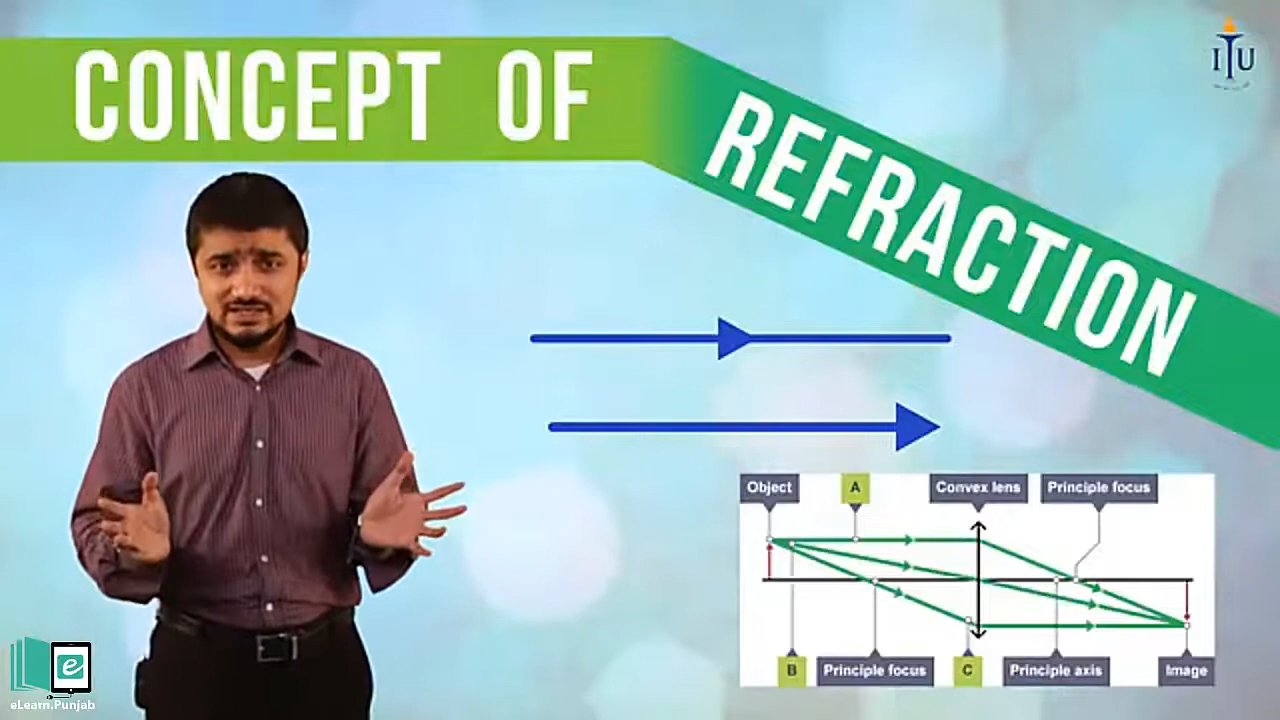 CONCEPT OF
REFRACTION
ITU
Object
A
Convex lens
Principle focus
B
Principle focus
C
Principle axis
Image
e
eLearn.Punjab